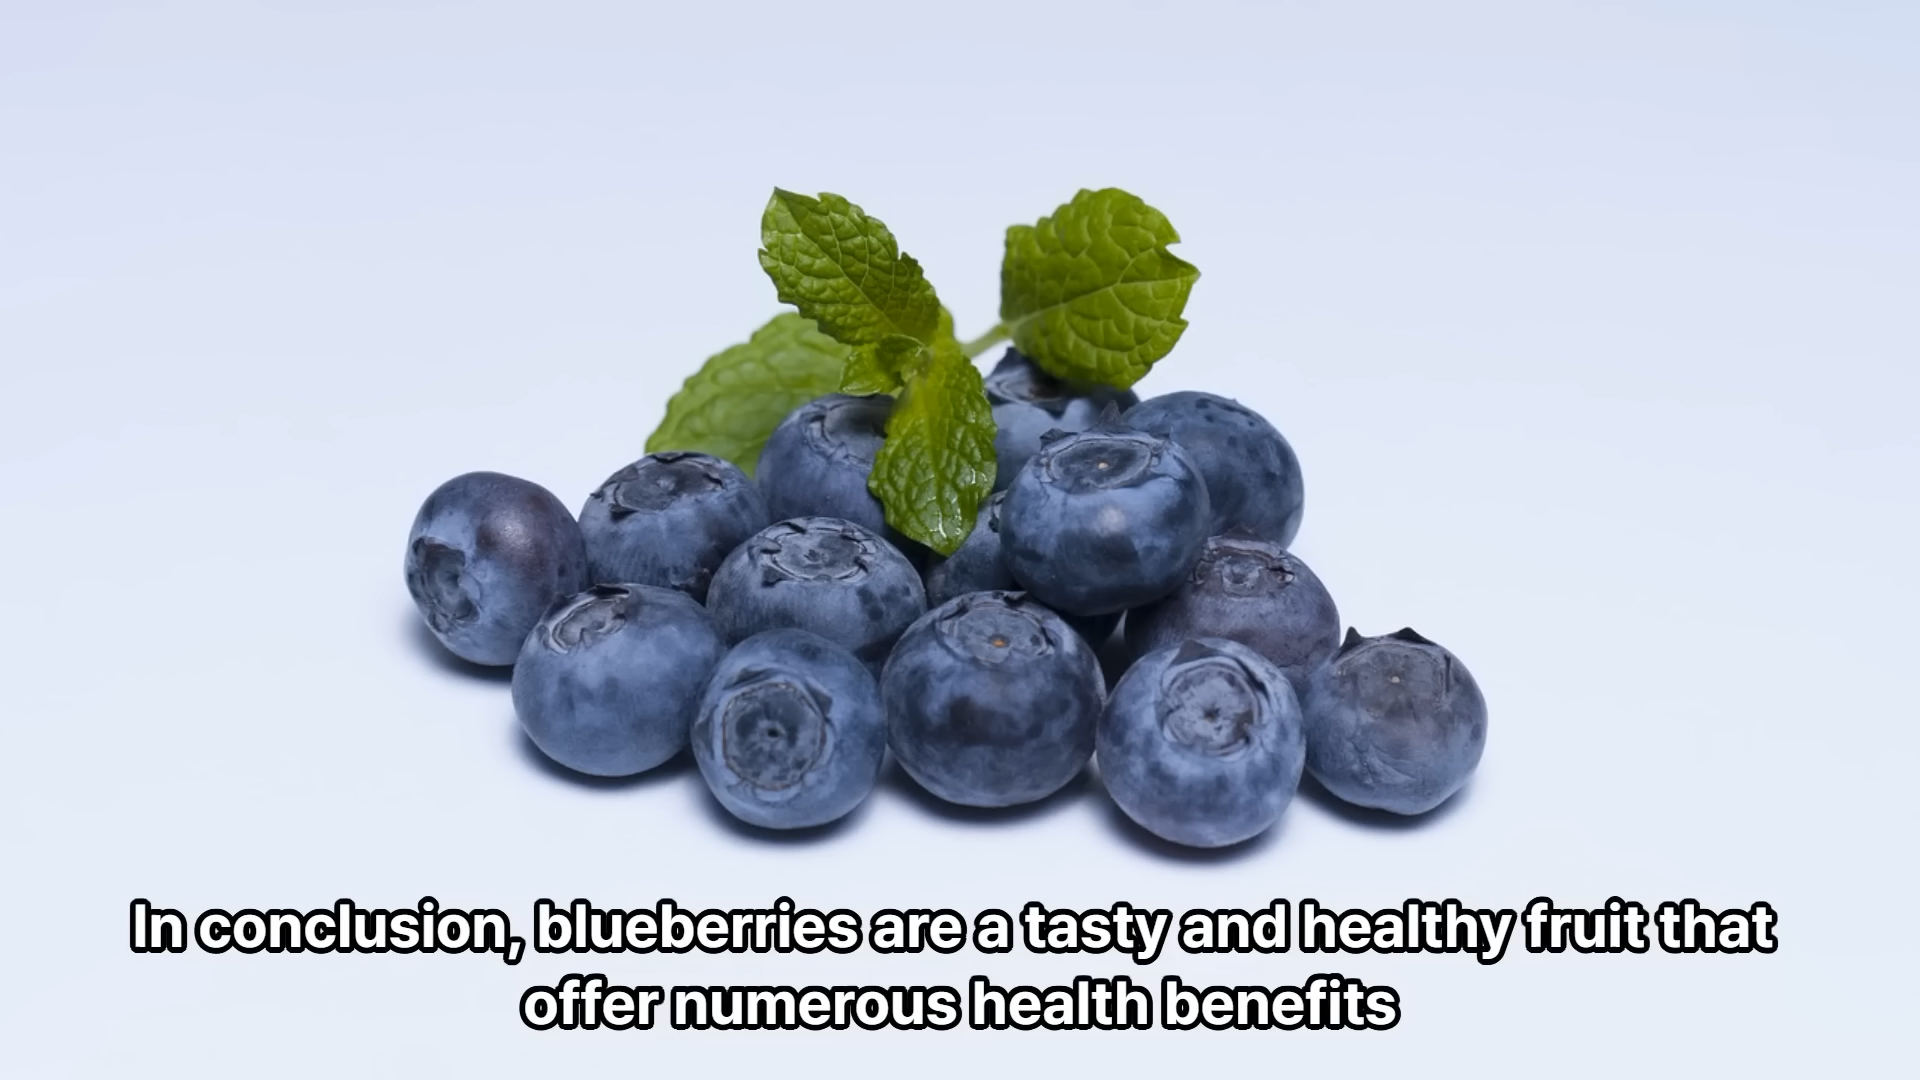 In conclusion, blueberries are a tasty and healthy fruit that
offer numerous health benefits